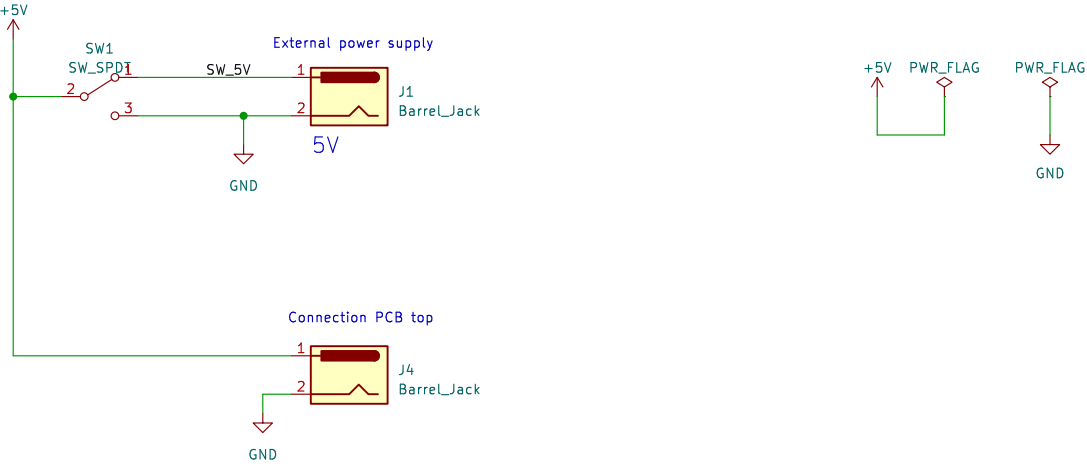 +5V
SW1
SW_SPDT
1
2
3
SW_5V
External power supply
1
2
J1
Barrel_Jack
5V
GND
+5V
PWR_FLAG
PWR_FLAG
GND
Connection PCB top
1
2
J4
Barrel_Jack
GND